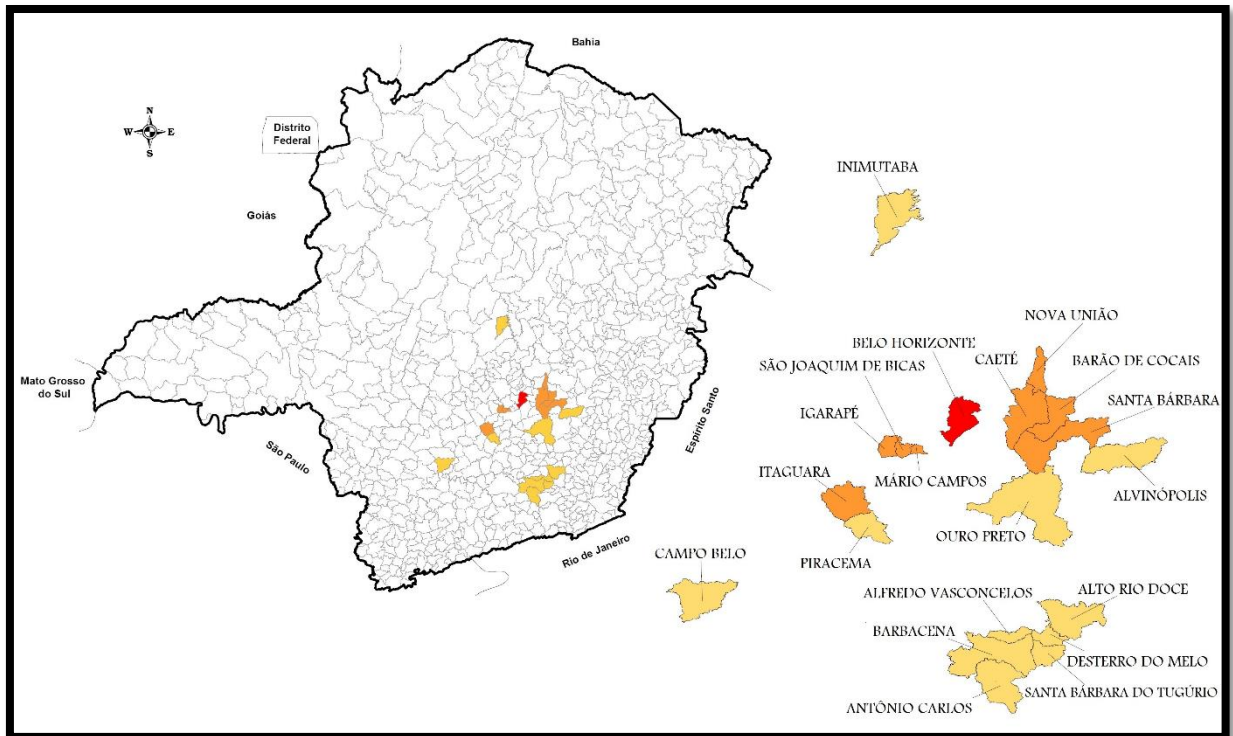 Bahia
N
W E
S
Distrito
Federal
Goiás
Mato Grosso
do Sul
São Paulo
Rio de Janeiro
Espírito Santo
INIMUTABA
NOVA UNIÃO
BELO HORIZONTE
CAETÉ
BARÃO DE COCAIS
SÃO JOAQUIM DE BICAS
SANTA BÁRBARA
IGARAPÉ
MÁRIO CAMPOS
ITAGUARA
ALVINÓPOLIS
OURO PRETO
PIRACEMA
CAMPO BELO
ALFREDO VASCONCELOS
ALTO RIO DOCE
BARBACENA
DESTERRO DO MELO
SANTA BÁRBARA DO TUGÚRIO
ANTÔNIO CARLOS